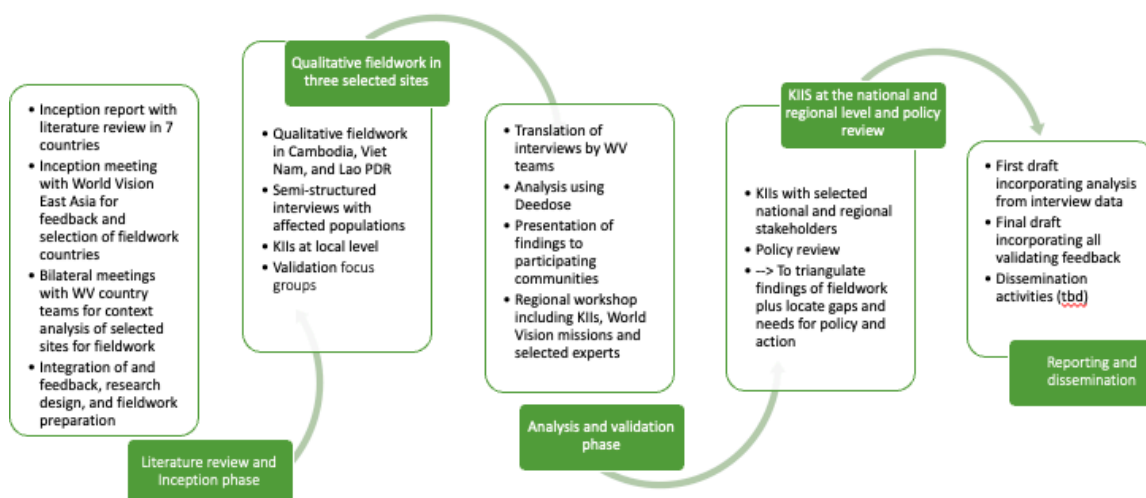 • Inception report with
literature review in 7
countries
• Inception meeting
with World Vision
East Asia for
feedback and
selection of fieldwork
countries
• Bilateral meetings
with WV country
teams for context
analysis of selected
sites for fieldwork
• Integration of and
feedback, research
design, and fieldwork
preparation
Literature review and
Inception phase
Qualitative fieldwork in
three selected sites
• Qualitative fieldwork
in Cambodia, Viet
Nam, and Lao PDR
• Semi-structured
interviews with
affected populations
• KIIs at local level
• Validation focus
groups
• Translation of
interviews by WV
teams
• Analysis using
Deedose
• Presentation of
findings to
participating
communities
• Regional workshop
including KIIs, World
Vision missions and
selected experts
Analysis and validation
phase
KIIS at the national and
regional level and policy
review
• KIIs with selected
national and regional
stakeholders
• Policy review
• --> To triangulate
findings of fieldwork
plus locate gaps and
needs for policy and
action
• First draft
incorporating analysis
from interview data
• Final draft
incorporating all
validating feedback
• Dissemination
activities (tbd)
Reporting and
dissemination